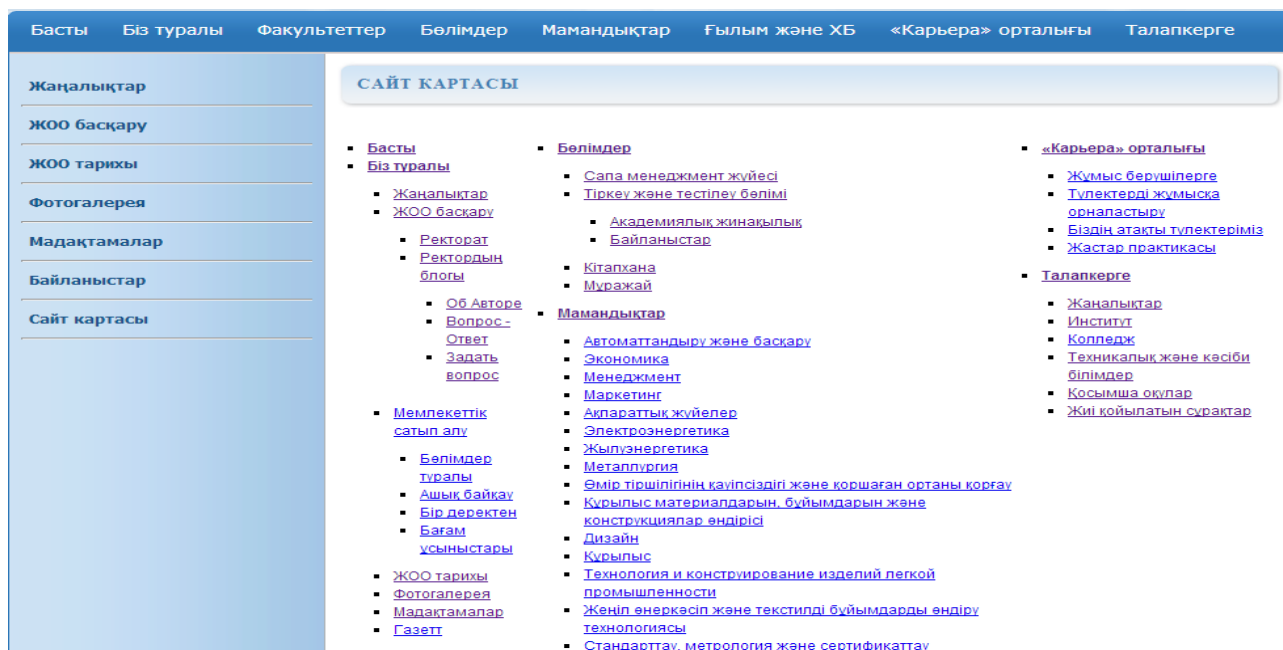 Басты Біз туралы Факультеттер Бөлімдер Мамандықтар Ғылым және ХБ «Карьера» орталығы Талапкерге
Жаңалықтар
ЖОО басқару
ЖОО тарихы
Фотогалерея
Мадақтамалар
Байланыстар
Сайт картасы
САЙТ КАРТАСЫ
Басты
Біз туралы
Жаңалықтар
ЖОО басқару
Ректорат
Ректордың
блогы
Об Авторе
Вопрос -
Ответ
Задать
вопрос
Мемлекеттік
сатып алу
Бөлімдер
туралы
Ашық байқау
Бір деректен
Бағам
ұсыныстары
ЖОО тарихы
Фотогалерея
Мадақтамалар
Газетт
Бөлімдер
Сапа менеджмент жүйесі
Тіркеу және тестілеу бөлімі
Академиялық жинақылық
Байланыстар
Кітапхана
Мұражай
Мамандықтар
Автоматтандыру және басқару
Экономика
Менеджмент
Маркетинг
Ақпараттық жүйелер
Электроэнергетика
Жылуэнергетика
Металлургия
Өмір тіршілігінің қауіпсіздігі және қоршаған ортаны қорғау
Құрылыс материалдарын, бұйымдарын және
конструкциялар өндірісі
Дизайн
Құрылыс
Технология и конструирование изделий легкой
промышленности
Жеңіл өнеркәсіп және текстилді бұйымдарды өндіру
технологиясы
Стандарттау, метрология және сертификаттау
«Карьера» орталығы
Жұмыс берушілерге
Түлектерді жұмысқа
орналастыру
Біздің атақты түлектеріміз
Жастар практикасы
Талапкерге
Жаңалықтар
Институт
Колледж
Техникалық және кәсіби
білімдер
Қосымша оқулар
Жиі қойылатын сұрақтар